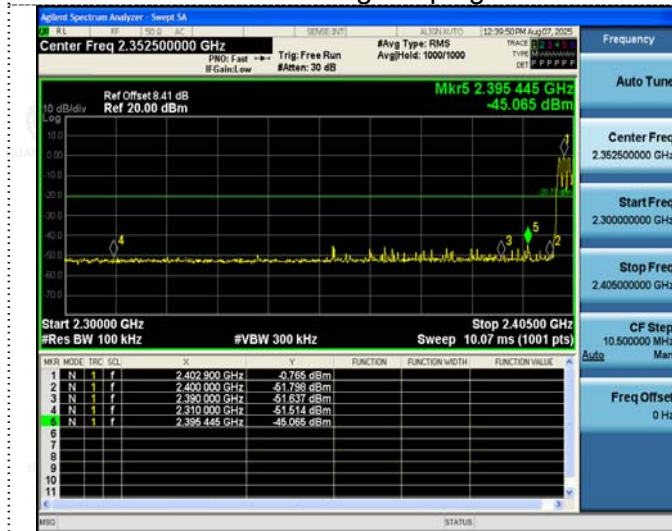 Agilent Spectrum Analyzer - Swept SA
RL RF 50 Ω AC SENSE:INT ALIGN AUTO 12:39:50 PM Aug 07, 2025
Center Freq 2.352500000 GHz
PNO: Fast
IFGain:Low
Trig: Free Run
#Atten: 30 dB
#Avg Type: RMS
Avg|Hold: 1000/1000
TRACE 1 2 3 4 5 6
TYPE
DET P P P P P P
Ref Offset 8.41 dB
Ref 20.00 dBm
10 dB/div
Log
Mkr5 2.395 445 GHz
-45.065 dBm
10.0
0.00
-10.0
-20.0
-30.0
-40.0
-50.0
-60.0
-70.0
1
2
3
4
5
Start 2.30000 GHz
#Res BW 100 kHz
#VBW 300 kHz
Stop 2.40500 GHz
Sweep 10.07 ms (1001 pts)
MKR MODE TRC SCL X Y FUNCTION FUNCTION WIDTH FUNCTION VALUE
1 N 1 f 2.402 900 GHz -0.765 dBm
2 N 1 f 2.400 000 GHz -51.798 dBm
3 N 1 f 2.390 000 GHz -51.637 dBm
4 N 1 f 2.310 000 GHz -51.514 dBm
5 N 1 f 2.395 445 GHz -45.065 dBm
6
7
8
9
10
11
MSG STATUS
Frequency
Auto Tune
Center Freq
2.352500000 GHz
Start Freq
2.300000000 GHz
Stop Freq
2.405000000 GHz
CF Step
10.500000 MHz
Auto Man
Freq Offset
0 Hz